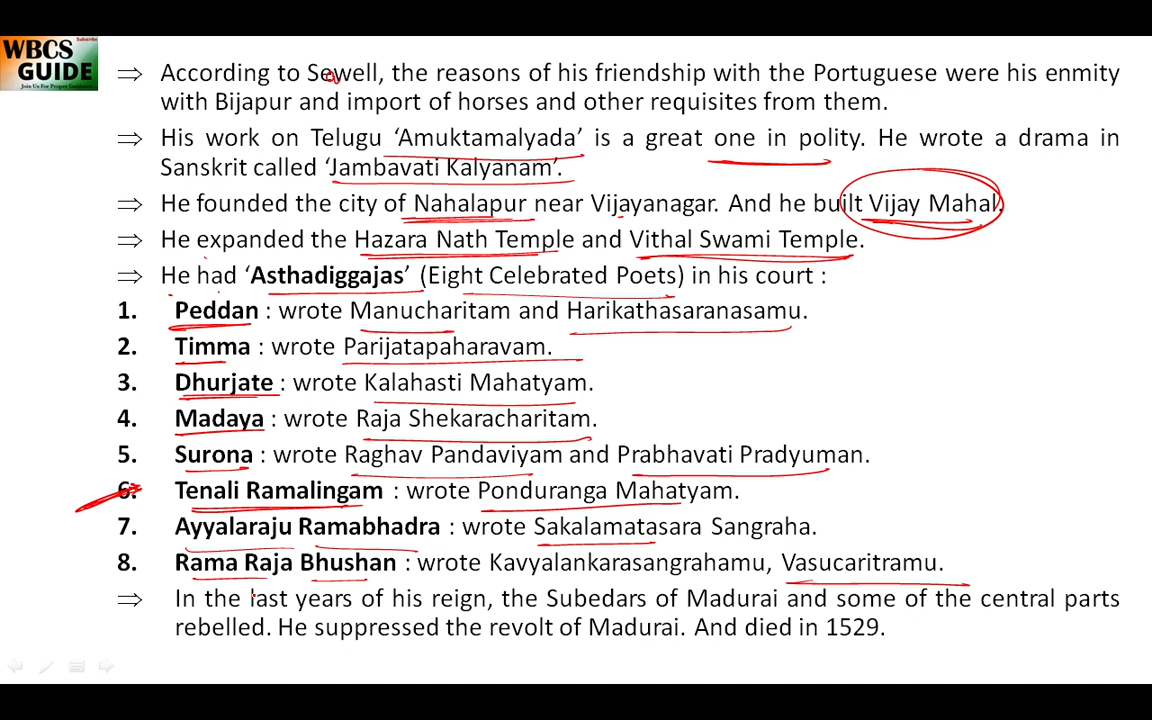 Subscribe
WBCS
GUIDE
⇒ According to Sewell, the reasons of his friendship with the Portuguese were his enmity
with Bijapur and import of horses and other requisites from them.
⇒ His work on Telugu ‘Amuktamalyada’ is a great one in polity. He wrote a drama in
Sanskrit called ‘Jambavati Kalyanam’.
⇒ He founded the city of Nahalapur near Vijayanagar. And he built Vijay Mahal.
⇒ He expanded the Hazara Nath Temple and Vithal Swami Temple.
⇒ He had ‘Asthadiggajas’ (Eight Celebrated Poets) in his court :
1. Peddan : wrote Manucharitam and Harikathasaranasamu.
2. Timma : wrote Parijatapaharavam.
3. Dhurjate : wrote Kalahasti Mahatyam.
4. Madaya : wrote Raja Shekaracharitam.
5. Surona : wrote Raghav Pandaviyam and Prabhavati Pradyuman.
6. Tenali Ramalingam : wrote Ponduranga Mahatyam.
7. Ayyalaraju Ramabhadra : wrote Sakalamatasara Sangraha.
8. Rama Raja Bhushan : wrote Kavyalankarasangrahamu, Vasucaritramu.
⇒ In the last years of his reign, the Subedars of Madurai and some of the central parts
rebelled. He suppressed the revolt of Madurai. And died in 1529.